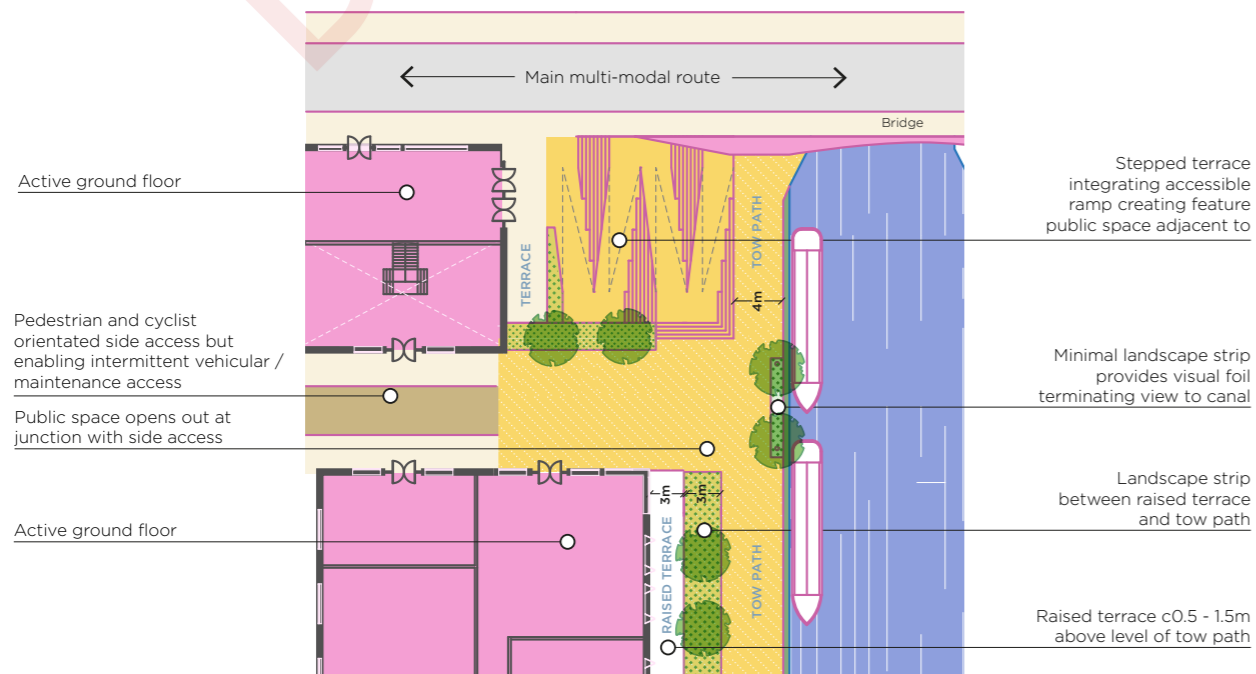 Main multi-modal route
Bridge
Active ground floor
Stepped terrace
integrating accessible
ramp creating feature
public space adjacent to
TERRACE
TOW PATH
4m
Pedestrian and cyclist
orientated side access but
enabling intermittent vehicular /
maintenance access
Minimal landscape strip
provides visual foil
terminating view to canal
Public space opens out at
junction with side access
3m
3m
Landscape strip
between raised terrace
and tow path
Active ground floor
RAISED TERRACE
TOW PATH
Raised terrace c0.5 - 1.5m
above level of tow path